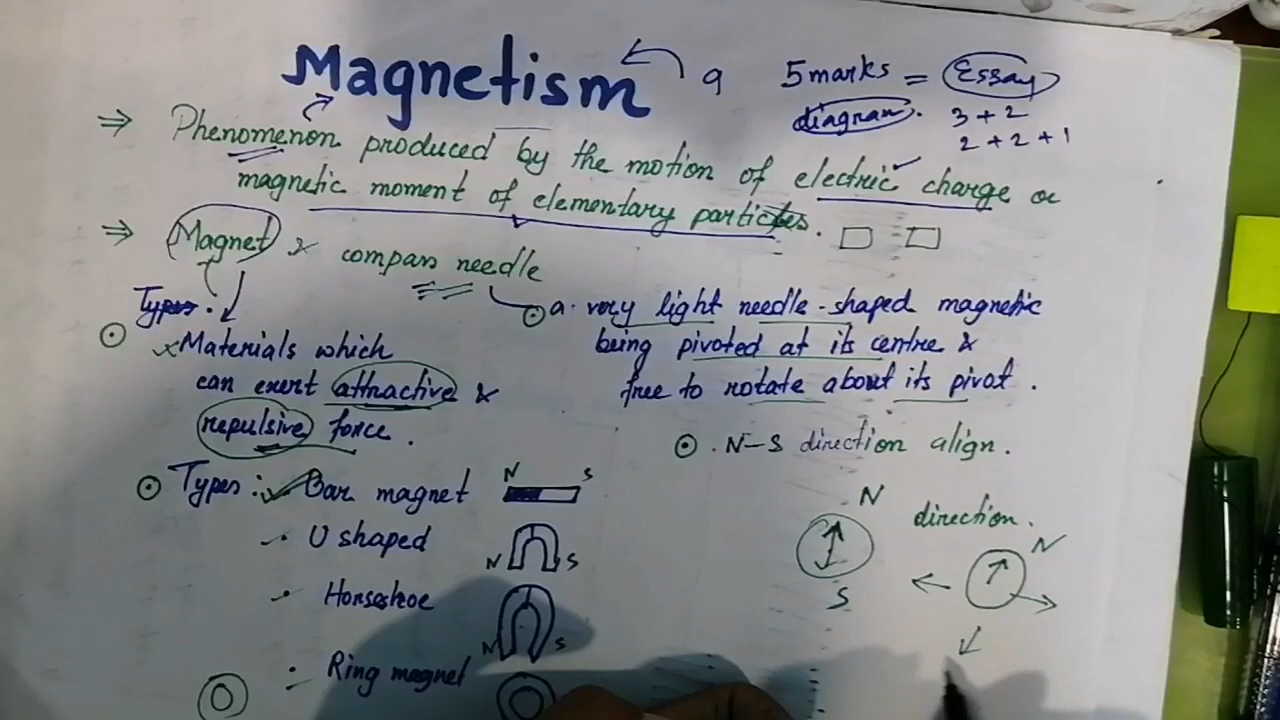 Magnetism
9
5 marks = Essay
diagram.
3+2
2+2+1
⇒ Phenomenon produced by the motion of electric charge or
magnetic moment of elementary particles.
⇒ Magnet & compass needle
Types.
Materials which
can exert attractive &
repulsive force.
a very light needle-shaped magnetic
being pivoted at its centre &
free to rotate about its pivot.
N-S direction align.
Types: Bar magnet
N S
U shaped
N S
Horseshoe
N S
Ring magnet
N direction.
S
N